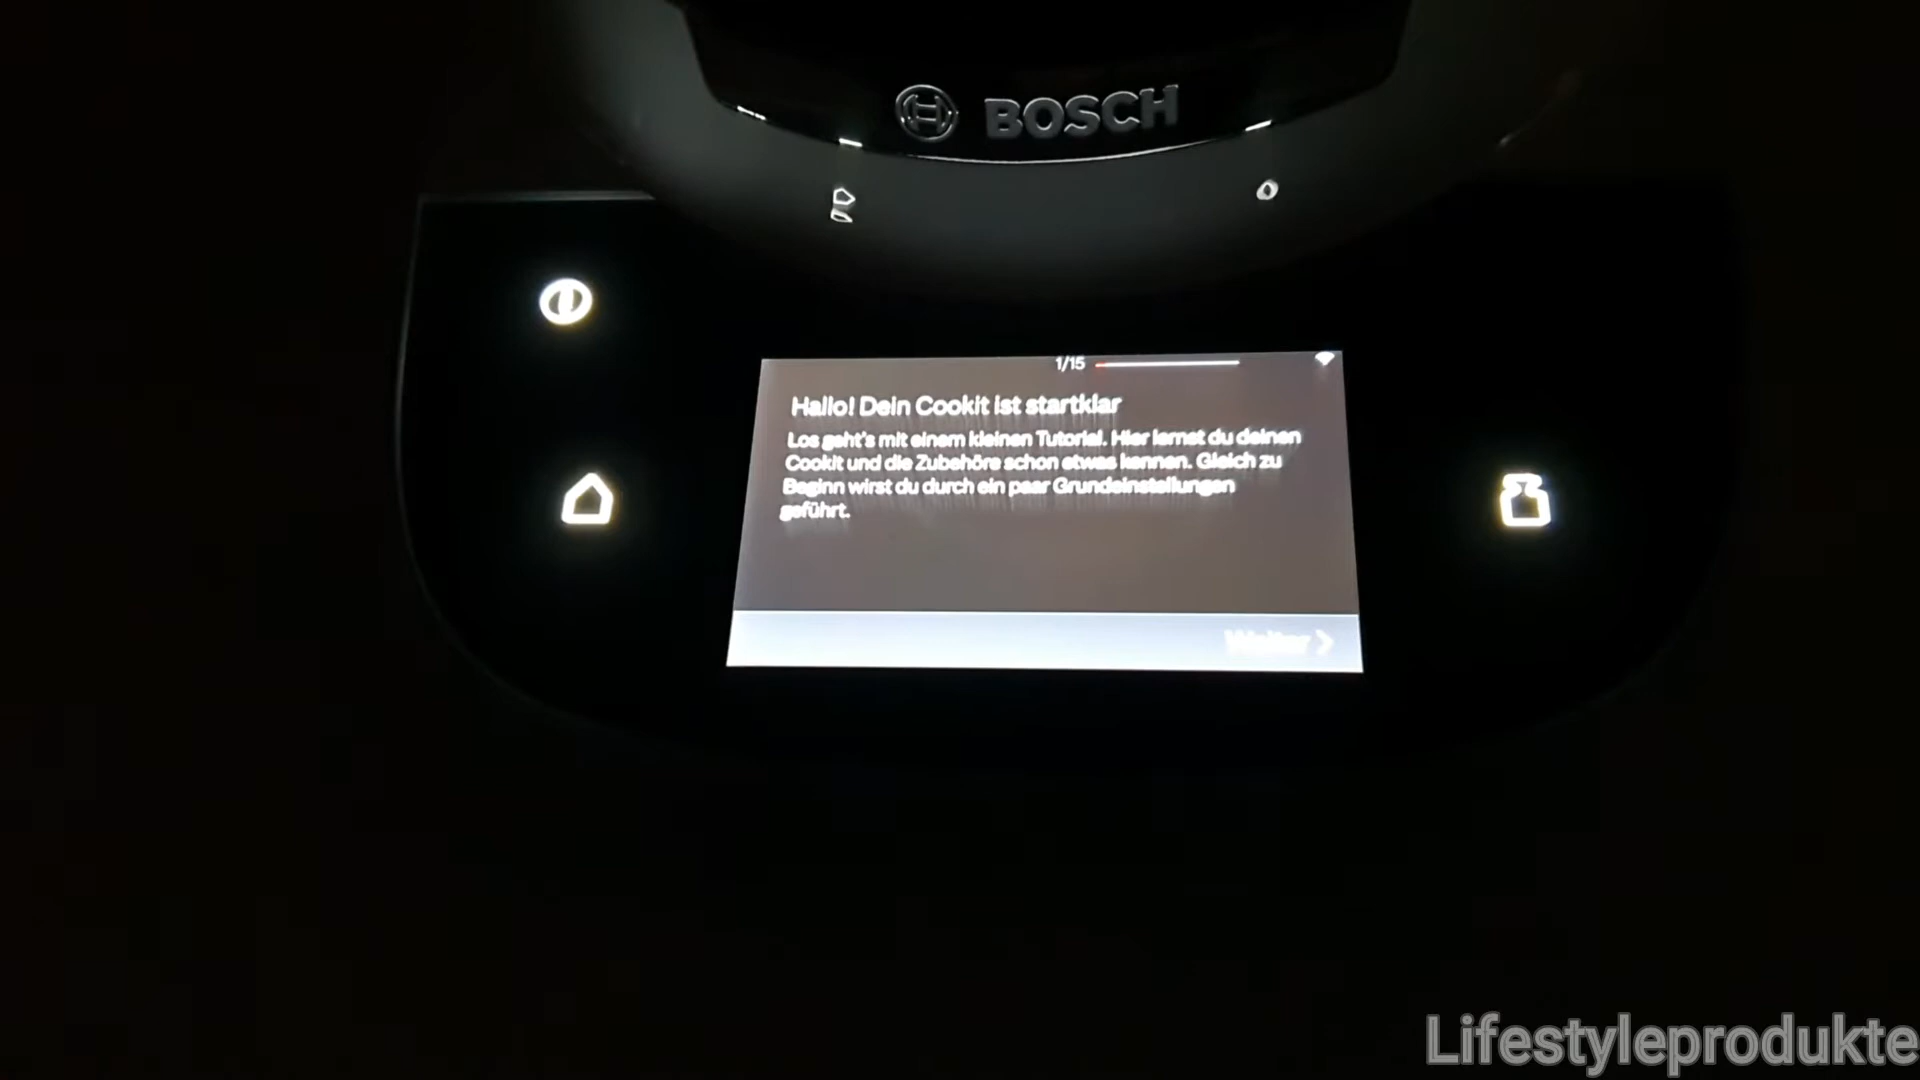 BOSCH
1/15
Hallo! Dein Cookit ist startklar
Los geht's mit einem kleinen Tutorial. Hier lernst du deinen
Cookit und die Zubehöre schon etwas kennen. Gleich zu
Beginn wirst du durch ein paar Grundeinstellungen
geführt.
Weiter
Lifestyleprodukte